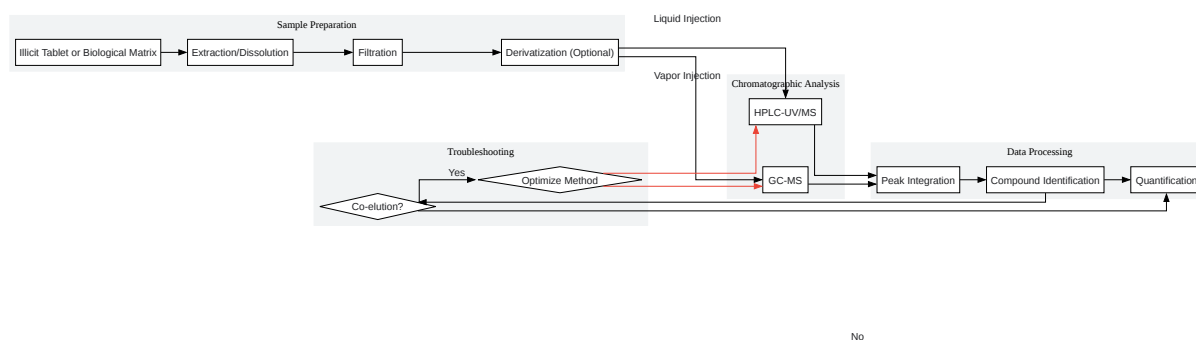 Sample Preparation
Liquid Injection
Illicit Tablet or Biological Matrix
Extraction/Dissolution
Filtration
Derivatization (Optional)
Vapor Injection
Chromatographic Analysis
HPLC-UV/MS
Troubleshooting
Data Processing
Yes
Optimize Method
GC-MS
Peak Integration
Compound Identification
Quantification
Co-elution?
No